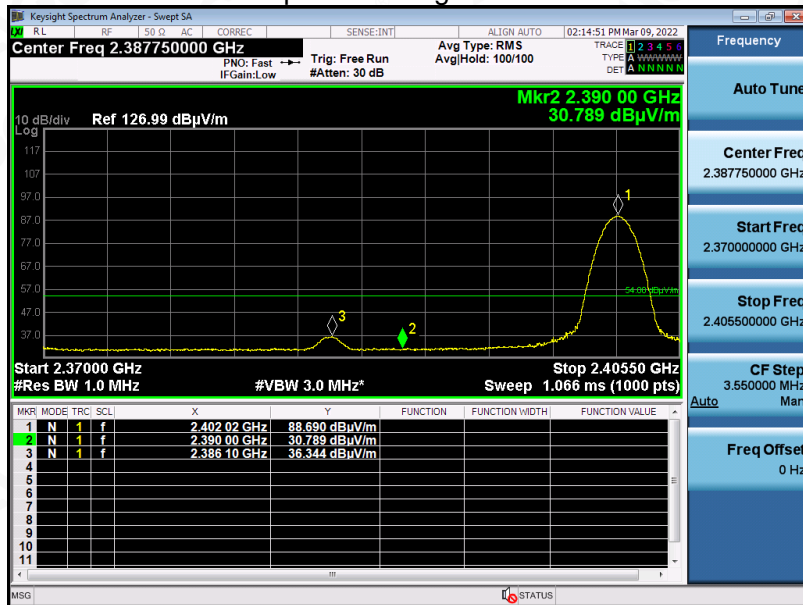 Keysight Spectrum Analyzer - Swept SA
RL RF 50 Ω AC CORREC SENSE:INT ALIGN AUTO 02:14:51 PM Mar 09, 2022
Center Freq 2.387750000 GHz
PNO: Fast
IFGain:Low
Trig: Free Run
#Atten: 30 dB
Avg Type: RMS
Avg|Hold: 100/100
TRACE 1 2 3 4 5 6
TYPE A WWWWW
DET A N N N N N
Frequency
Mkr2 2.390 00 GHz
30.789 dBµV/m
10 dB/div Ref 126.99 dBµV/m
Log
117
107
97.0
87.0
77.0
67.0
57.0
47.0
37.0
1
54.00 dBµV/m
3
2
Start 2.37000 GHz Stop 2.40550 GHz
#Res BW 1.0 MHz #VBW 3.0 MHz* Sweep 1.066 ms (1000 pts)
MKR MODE TRC SCL X Y FUNCTION FUNCTION WIDTH FUNCTION VALUE
1 N 1 f 2.402 02 GHz 88.690 dBµV/m
2 N 1 f 2.390 00 GHz 30.789 dBµV/m
3 N 1 f 2.386 10 GHz 36.344 dBµV/m
4
5
6
7
8
9
10
11
MSG STATUS
Auto Tune
Center Freq
2.387750000 GHz
Start Freq
2.370000000 GHz
Stop Freq
2.405500000 GHz
CF Step
3.550000 MHz
Auto Man
Freq Offset
0 Hz